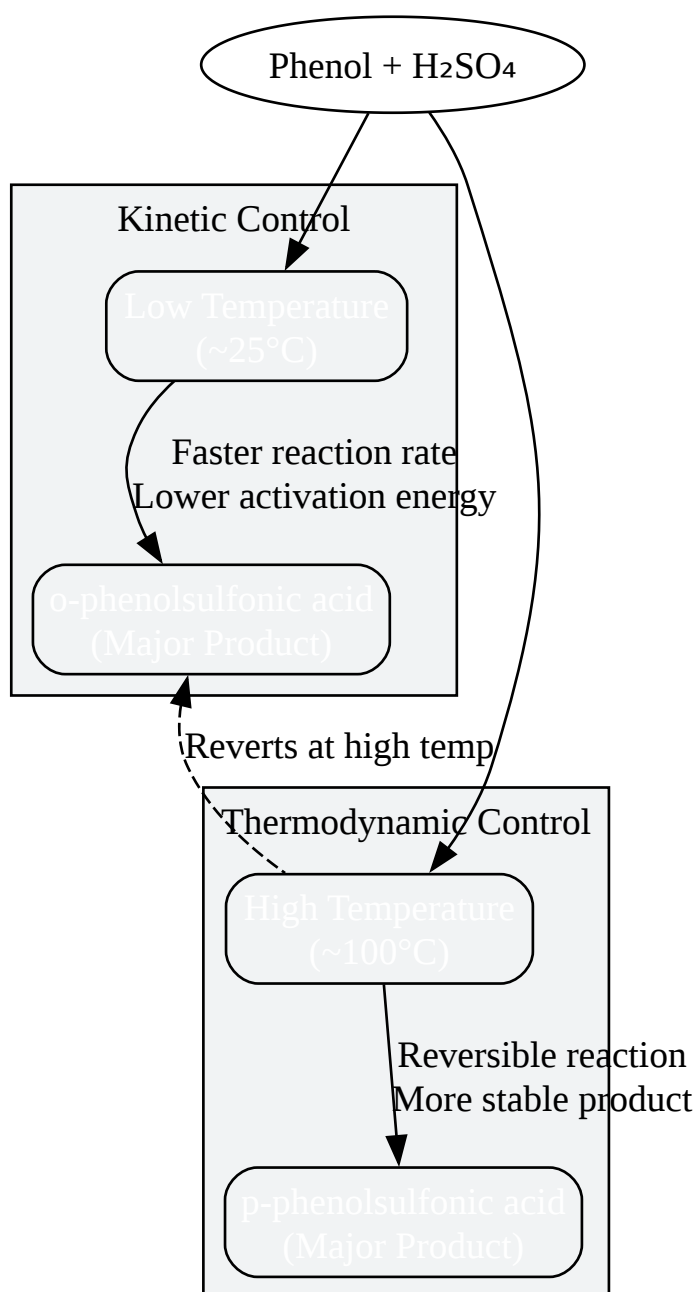 Phenol + H₂SO₄
Kinetic Control
Low Temperature
(~25°C)
Faster reaction rate
Lower activation energy
o-phenolsulfonic acid
(Major Product)
Reverts at high temp
Thermodynamic Control
High Temperature
(~100°C)
Reversible reaction
More stable product
p-phenolsulfonic acid
(Major Product)